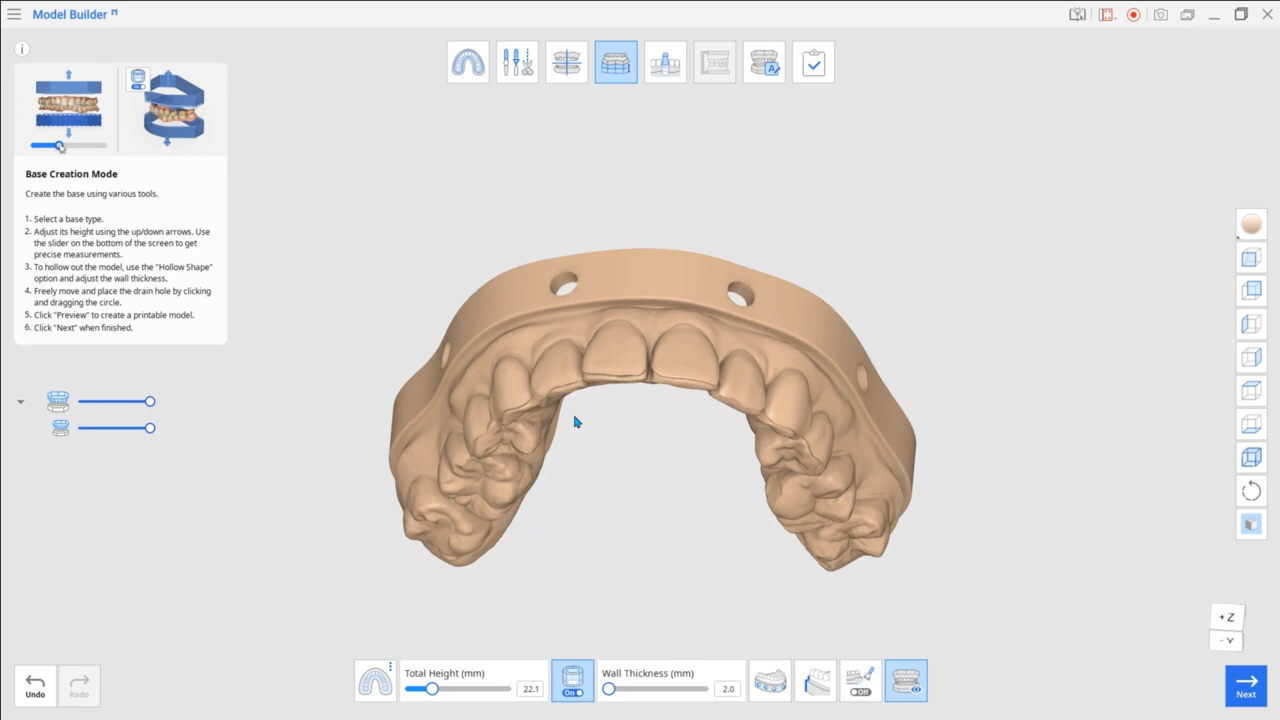 Model Builder
i
On
Base Creation Mode
Create the base using various tools.
1. Select a base type.
2. Adjust its height using the up/down arrows. Use
the slider on the bottom of the screen to get
precise measurements.
3. To hollow out the model, use the "Hollow Shape"
option and adjust the wall thickness.
4. Freely move and place the drain hole by clicking
and dragging the circle.
5. Click "Preview" to create a printable model.
6. Click "Next" when finished.
A
+ Z
- Y
Undo
Redo
Total Height (mm)
22.1
On
Wall Thickness (mm)
2.0
Off
Next